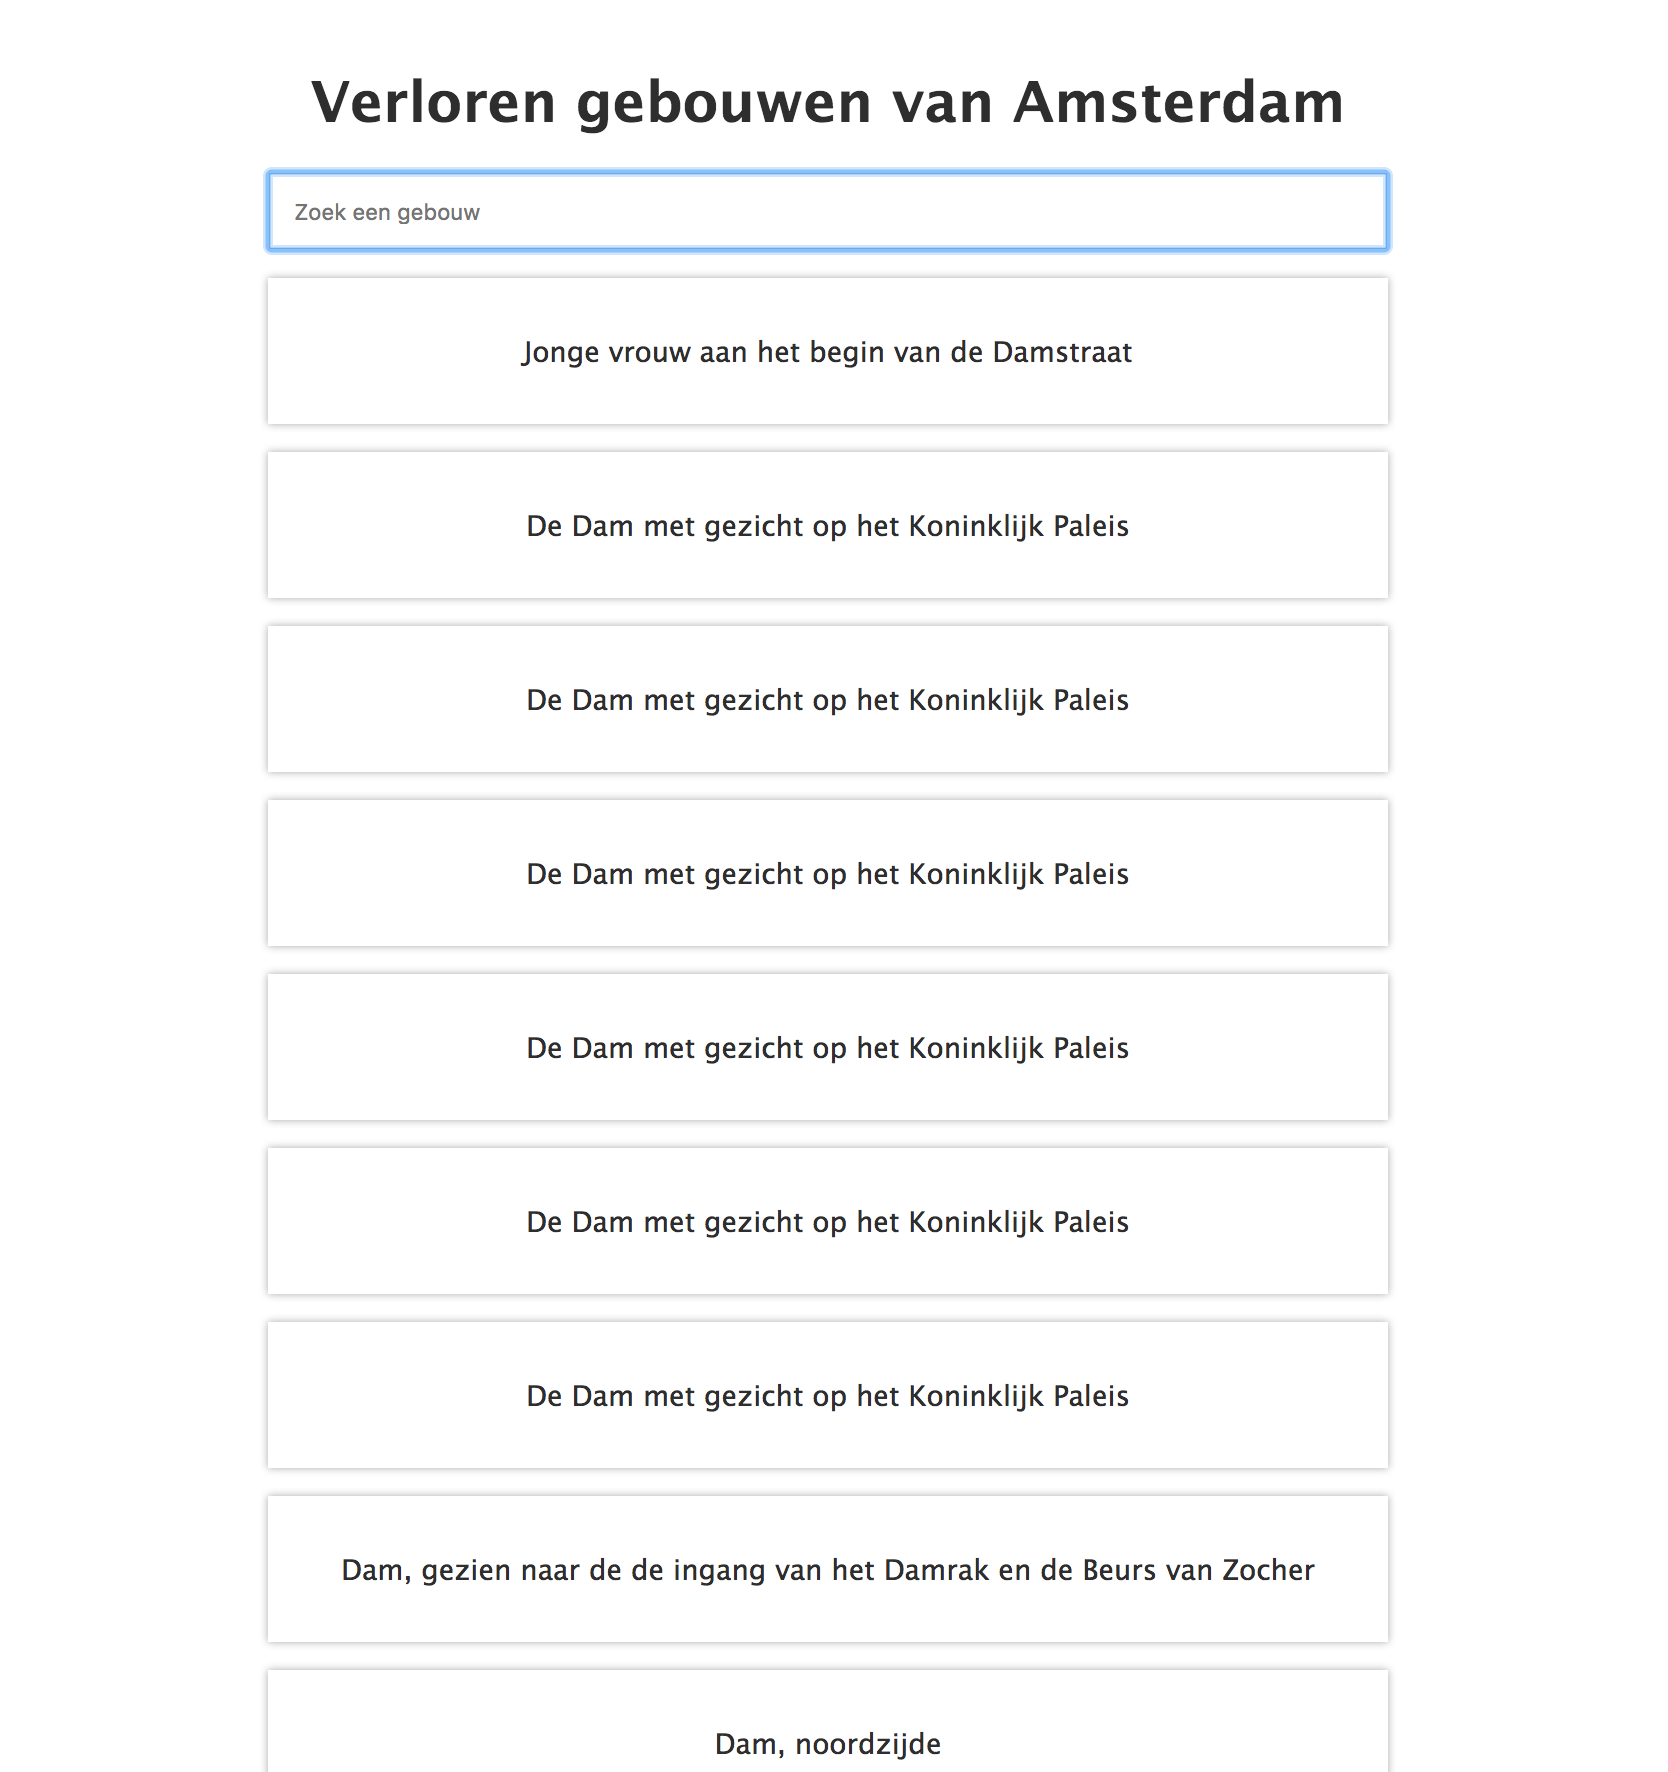 Verloren gebouwen van Amsterdam
Zoek een gebouw
Jonge vrouw aan het begin van de Damstraat
De Dam met gezicht op het Koninklijk Paleis
De Dam met gezicht op het Koninklijk Paleis
De Dam met gezicht op het Koninklijk Paleis
De Dam met gezicht op het Koninklijk Paleis
De Dam met gezicht op het Koninklijk Paleis
De Dam met gezicht op het Koninklijk Paleis
Dam, gezien naar de de ingang van het Damrak en de Beurs van Zocher
Dam, noordzijde